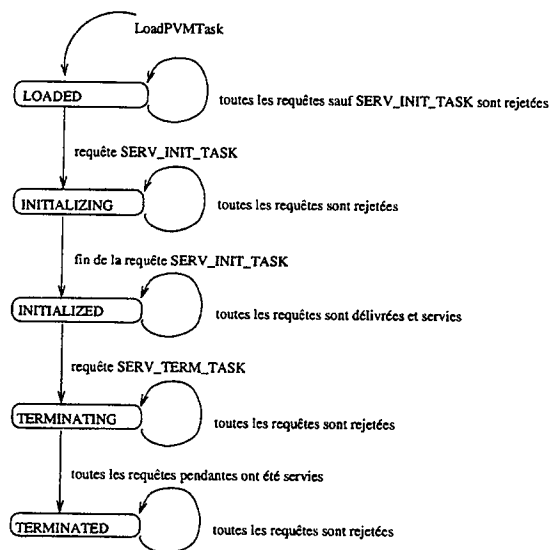 LoadPVMTask
LOADED
toutes les requêtes sauf SERV_INIT_TASK sont rejetées
requête SERV_INIT_TASK
INITIALIZING
toutes les requêtes sont rejetées
fin de la requête SERV_INIT_TASK
INITIALIZED
toutes les requêtes sont délivrées et servies
requête SERV_TERM_TASK
TERMINATING
toutes les requêtes sont rejetées
toutes les requêtes pendantes ont été servies
TERMINATED
toutes les requêtes sont rejetées